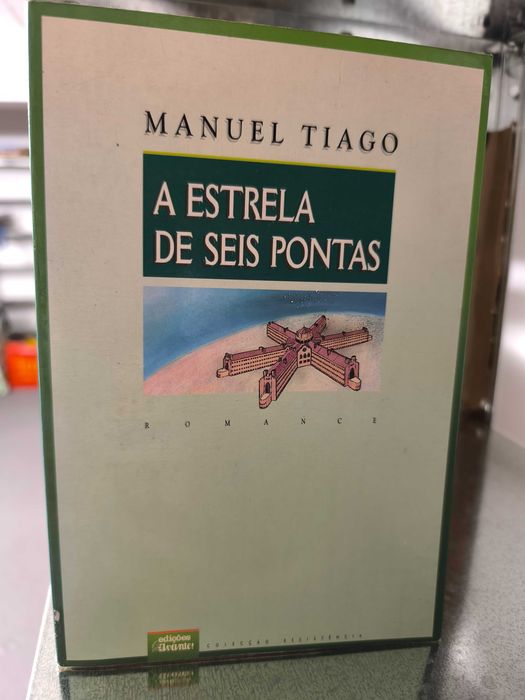 MANUEL TIAGO
A ESTRELA
DE SEIS PONTAS
ROMANCE
edições
Avante!
COLECÇÃO RESISTÊNCIA